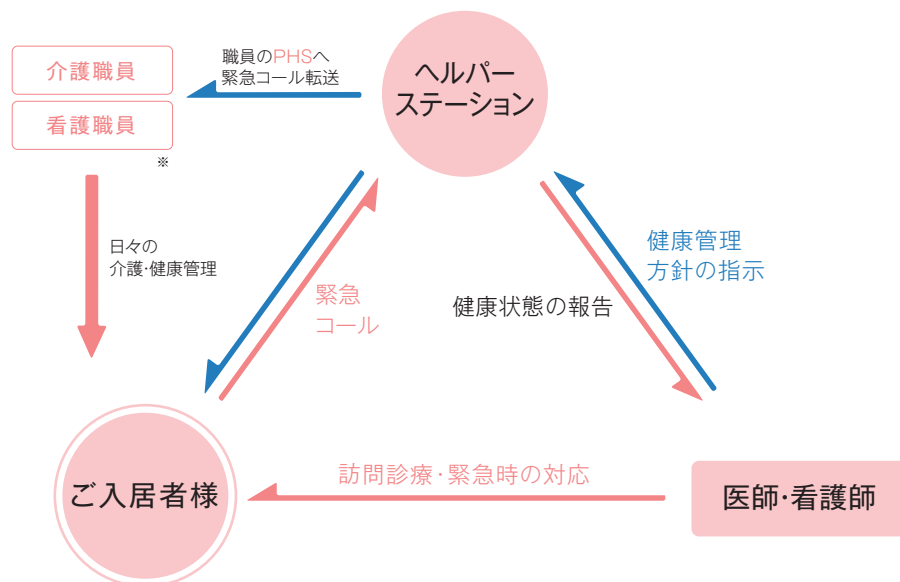 介護職員
看護職員
※
職員のPHSへ
緊急コール転送
ヘルパー
ステーション
日々の
介護・健康管理
緊急
コール
健康状態の報告
健康管理
方針の指示
ご入居者様
訪問診療・緊急時の対応
医師・看護師